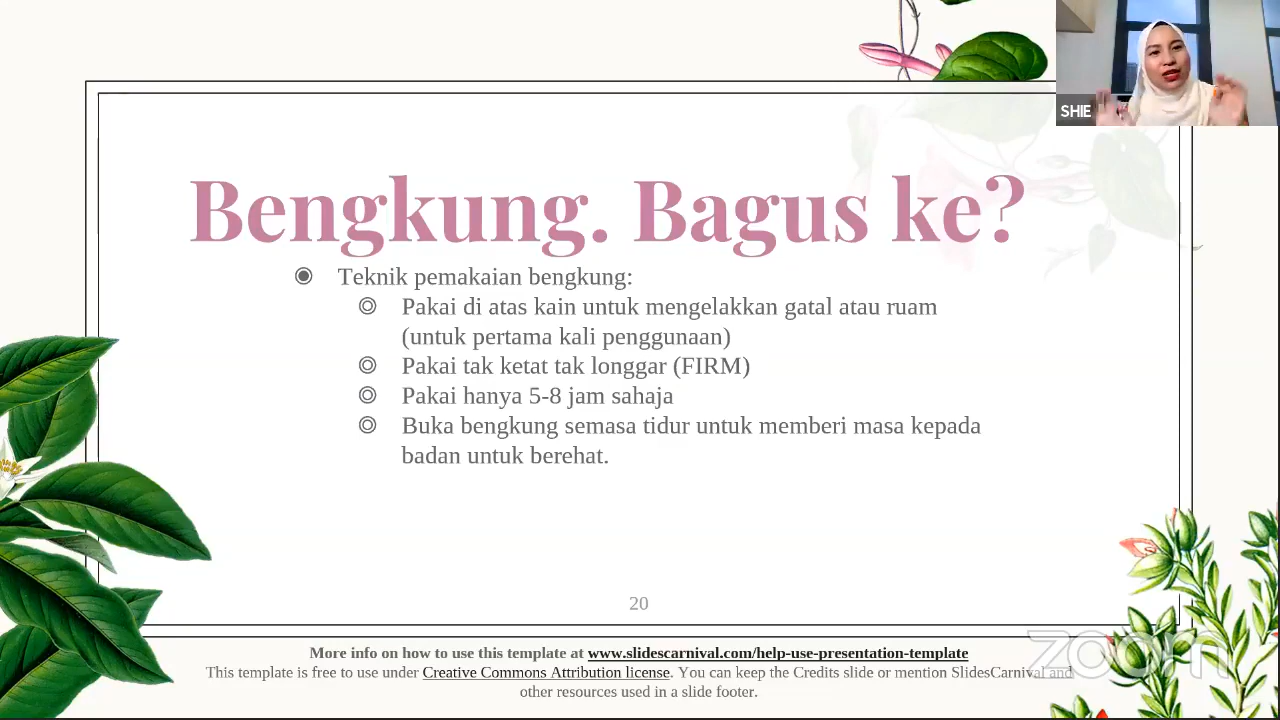 SHIE
Bengkung. Bagus ke?
Teknik pemakaian bengkung:
Pakai di atas kain untuk mengelakkan gatal atau ruam
(untuk pertama kali penggunaan)
Pakai tak ketat tak longgar (FIRM)
Pakai hanya 5-8 jam sahaja
Buka bengkung semasa tidur untuk memberi masa kepada
badan untuk berehat.
20
More info on how to use this template at www.slidescarnival.com/help-use-presentation-template
This template is free to use under Creative Commons Attribution license. You can keep the Credits slide or mention SlidesCarnival and
other resources used in a slide footer.
zoom